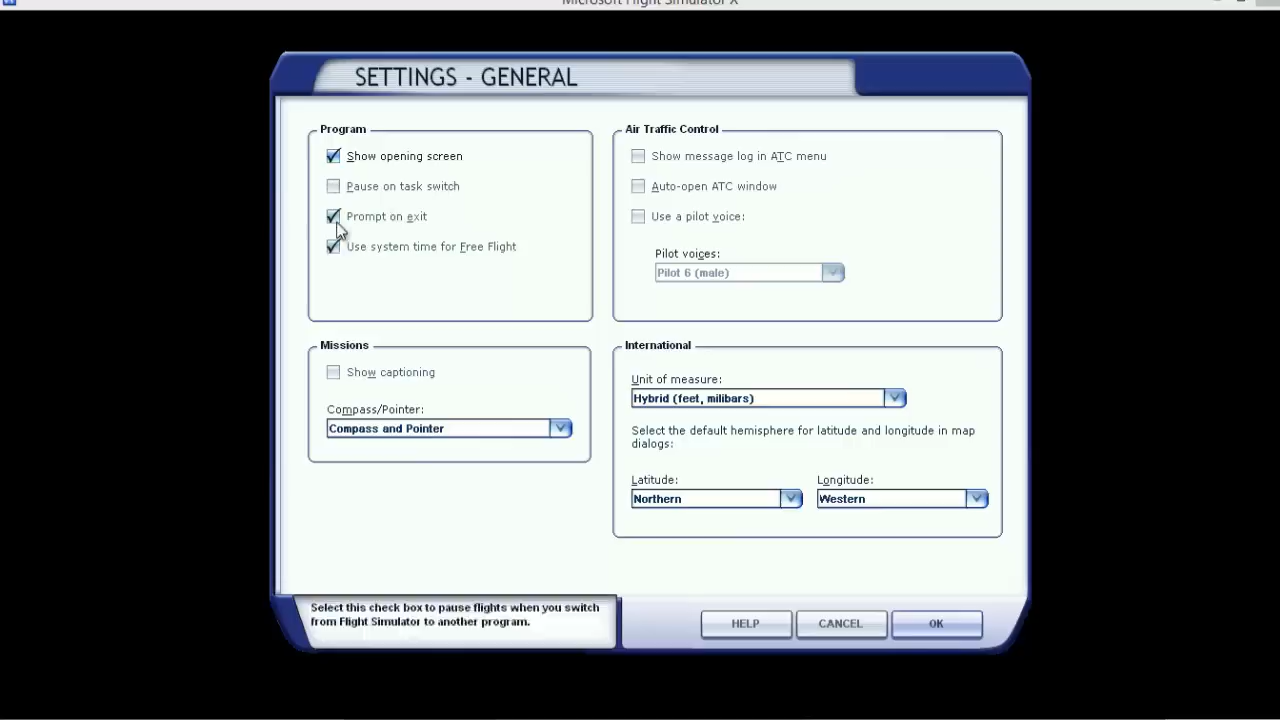 Microsoft Flight Simulator X
SETTINGS - GENERAL
Program
Show opening screen
Pause on task switch
Prompt on exit
Use system time for Free Flight
Air Traffic Control
Show message log in ATC menu
Auto-open ATC window
Use a pilot voice:
Pilot voices:
Pilot 6 (male)
Missions
Show captioning
Compass/Pointer:
Compass and Pointer
International
Unit of measure:
Hybrid (feet, milibars)
Select the default hemisphere for latitude and longitude in map
dialogs:
Latitude: Longitude:
Northern Western
Select this check box to pause flights when you switch
from Flight Simulator to another program.
HELP CANCEL OK